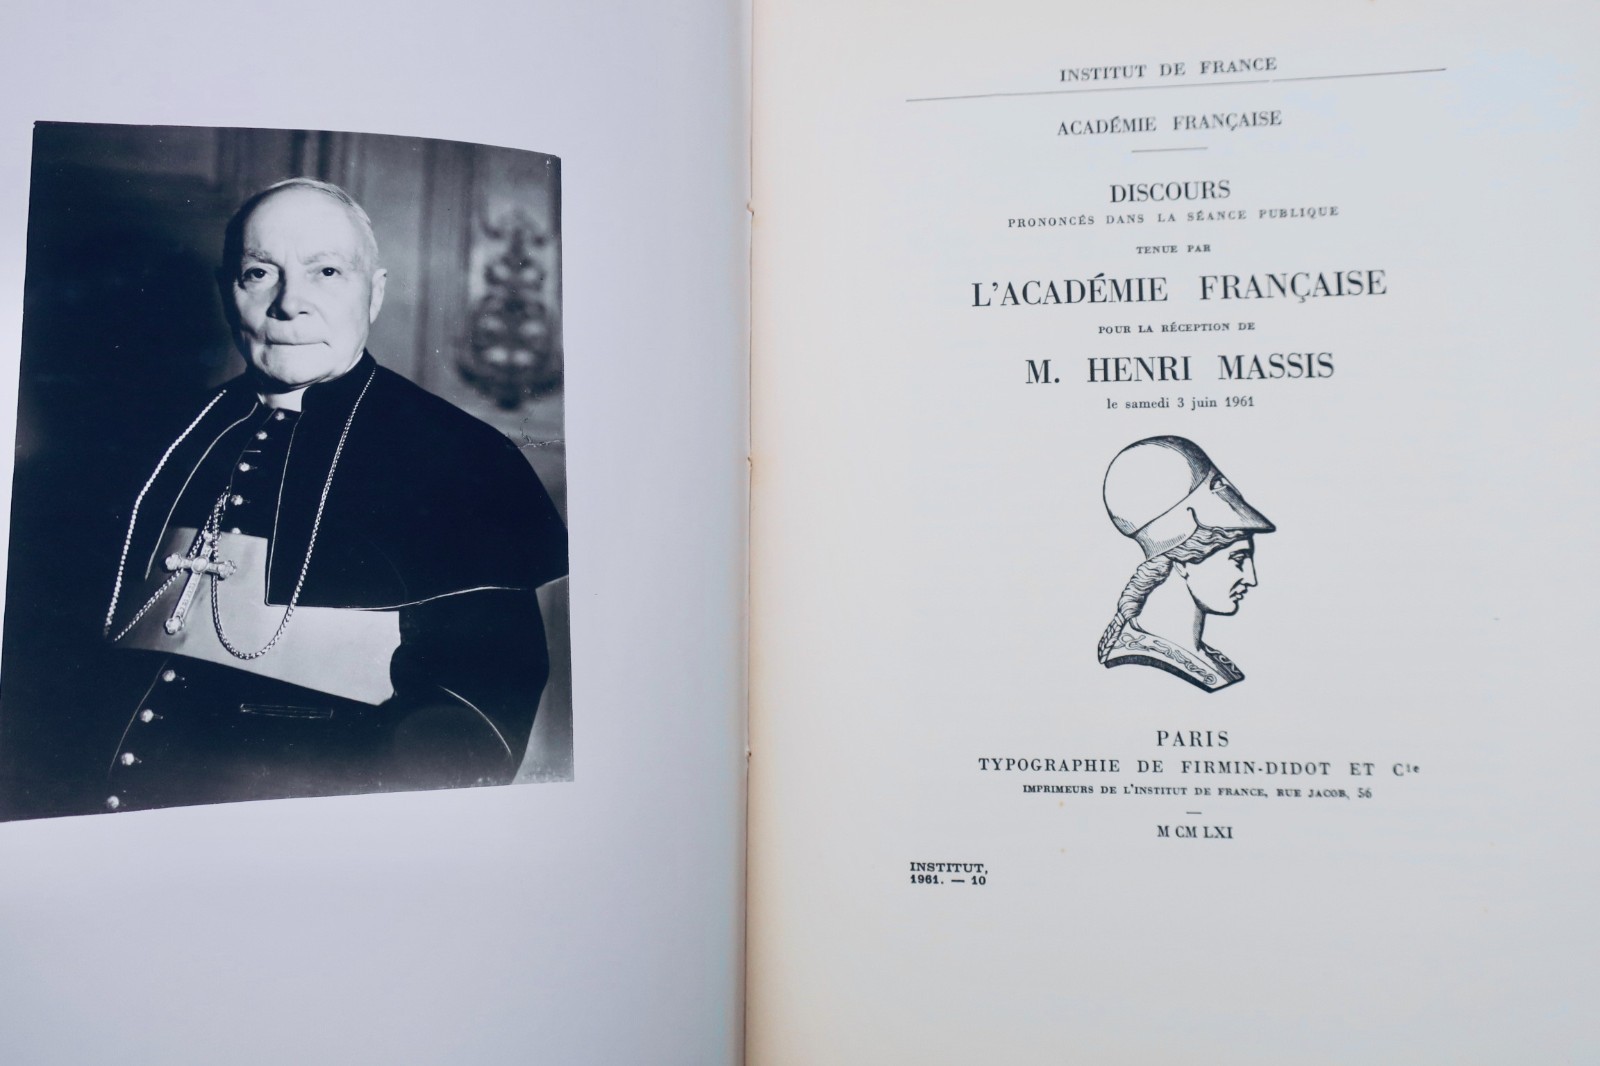 INSTITUT DE FRANCE
ACADÉMIE FRANÇAISE
DISCOURS
PRONONCÉS DANS LA SÉANCE PUBLIQUE
TENUE PAR
L'ACADÉMIE FRANÇAISE
POUR LA RÉCEPTION DE
M. HENRI MASSIS
le samedi 3 juin 1961
PARIS
TYPOGRAPHIE DE FIRMIN-DIDOT ET Cie
IMPRIMEURS DE L'INSTITUT DE FRANCE, RUE JACOB, 56
M CM LXI
INSTITUT,
1961. — 10